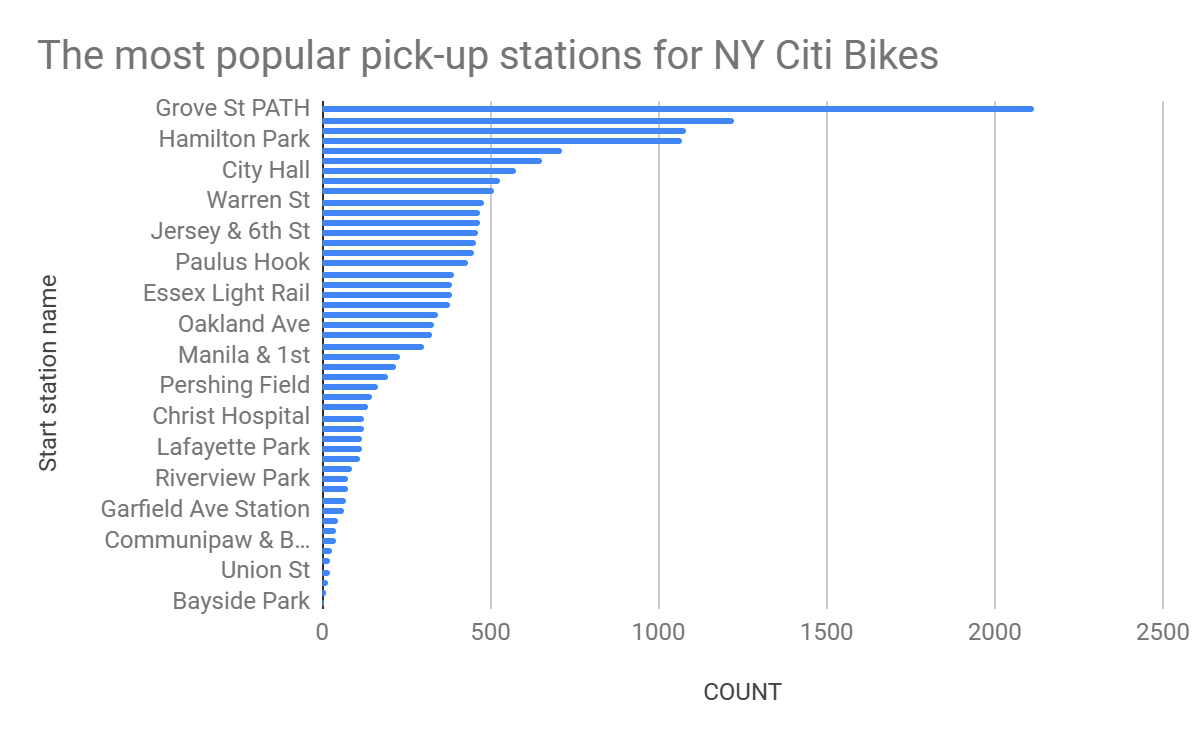 The most popular pick-up stations for NY Citi Bikes
Start station name
Grove St PATH
Hamilton Park
City Hall
Warren St
Jersey & 6th St
Paulus Hook
Essex Light Rail
Oakland Ave
Manila & 1st
Pershing Field
Christ Hospital
Lafayette Park
Riverview Park
Garfield Ave Station
Communipaw & B…
Union St
Bayside Park
0 500 1000 1500 2000 2500
COUNT